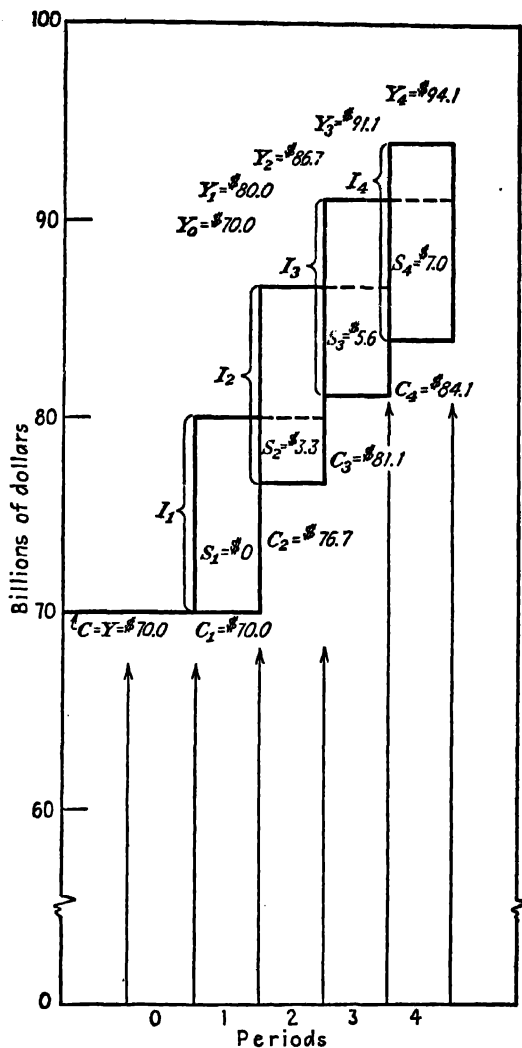 100
Y₄=$94.1
Y₃=$91.1
Y₂=$86.7
I₄
Y₁=$80.0
90
Y₀=$70.0
I₃
S₄=$7.0
S₃=$5.6
I₂
C₄=$84.1
80
S₂=$3.3
C₃=$81.1
I₁
C₂=$76.7
S₁=$0
Billions of dollars
70
C=Y=$70.0
C₁=$70.0
60
0
0 1 2 3 4
Periods